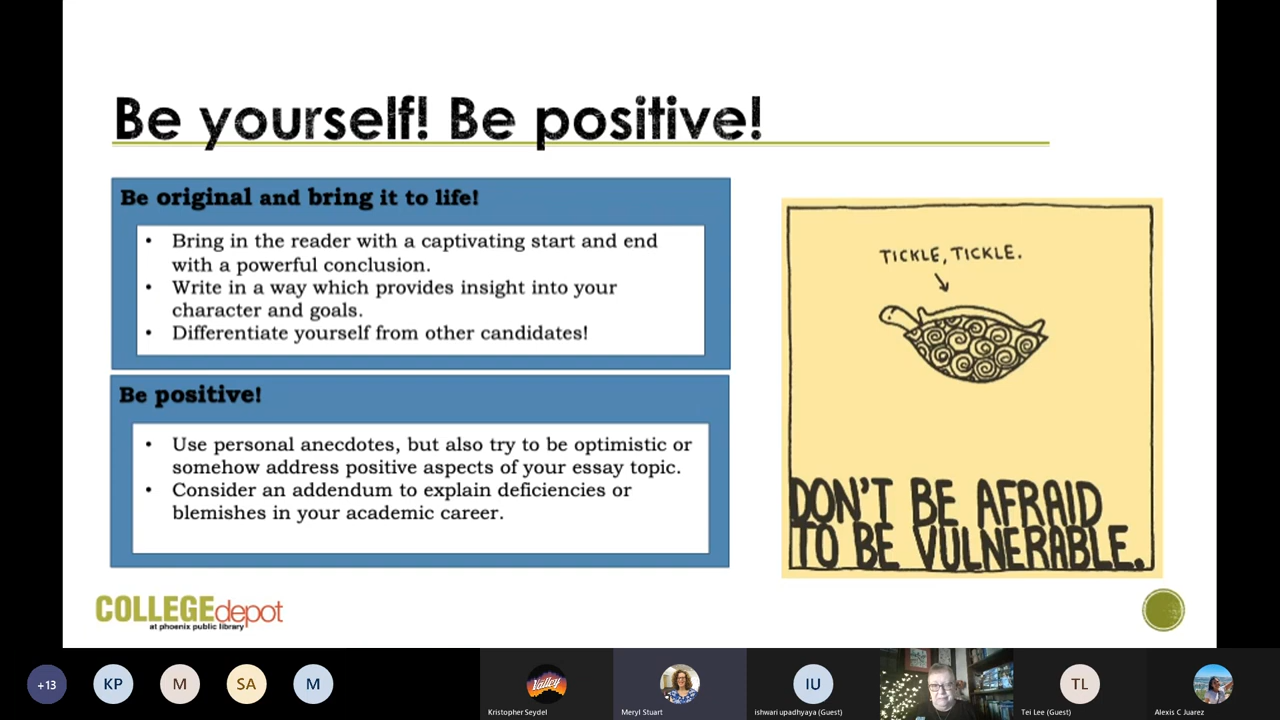 Be yourself! Be positive!
Be original and bring it to life!
• Bring in the reader with a captivating start and end
with a powerful conclusion.
• Write in a way which provides insight into your
character and goals.
• Differentiate yourself from other candidates!
Be positive!
• Use personal anecdotes, but also try to be optimistic or
somehow address positive aspects of your essay topic.
• Consider an addendum to explain deficiencies or
blemishes in your academic career.
TICKLE, TICKLE.
DON'T BE AFRAID
TO BE VULNERABLE.
COLLEGEdepot
at phoenix public library
+13
KP
M
SA
M
Valley
Kristopher Seydel
Meryl Stuart
IU
ishwari upadhyaya (Guest)
TL
Tei Lee (Guest)
Alexis C Juarez